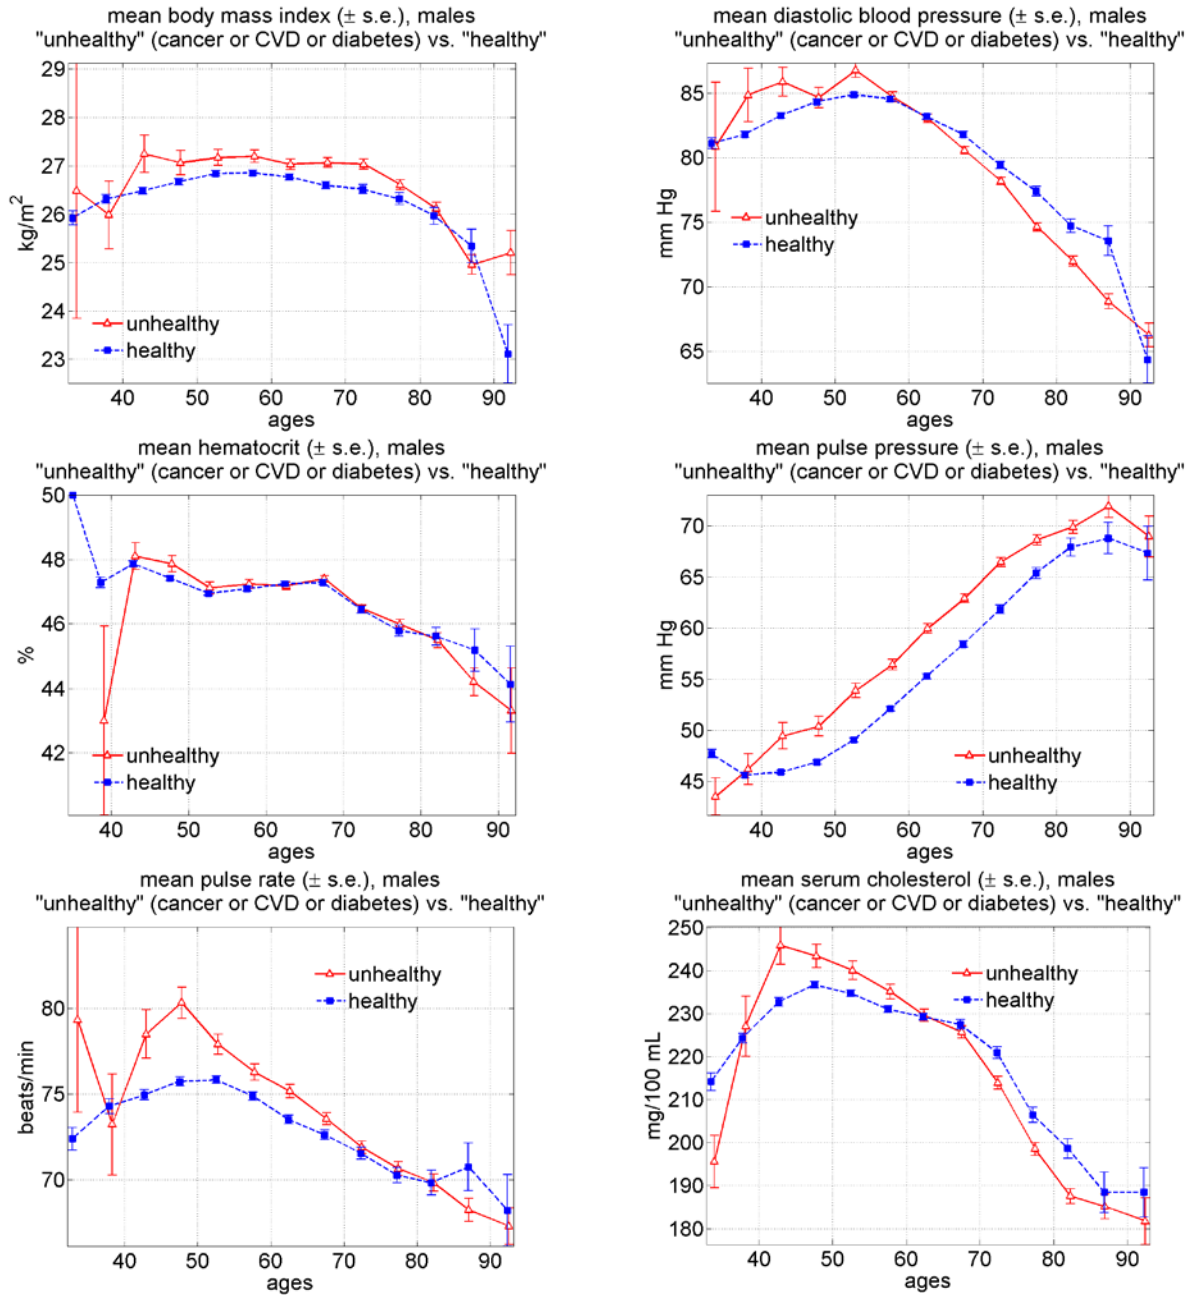 mean body mass index (± s.e.), males
"unhealthy" (cancer or CVD or diabetes) vs. "healthy"
29
28
27
26
25
24
23
kg/m²
unhealthy
healthy
40 50 60 70 80 90
ages
mean diastolic blood pressure (± s.e.), males
"unhealthy" (cancer or CVD or diabetes) vs. "healthy"
85
80
75
70
65
mm Hg
unhealthy
healthy
40 50 60 70 80 90
ages
mean hematocrit (± s.e.), males
"unhealthy" (cancer or CVD or diabetes) vs. "healthy"
50
48
46
44
42
%
unhealthy
healthy
40 50 60 70 80 90
ages
mean pulse pressure (± s.e.), males
"unhealthy" (cancer or CVD or diabetes) vs. "healthy"
70
65
60
55
50
45
mm Hg
unhealthy
healthy
40 50 60 70 80 90
ages
mean pulse rate (± s.e.), males
"unhealthy" (cancer or CVD or diabetes) vs. "healthy"
80
75
70
beats/min
unhealthy
healthy
40 50 60 70 80 90
ages
mean serum cholesterol (± s.e.), males
"unhealthy" (cancer or CVD or diabetes) vs. "healthy"
250
240
230
220
210
200
190
180
mg/100 mL
unhealthy
healthy
40 50 60 70 80 90
ages